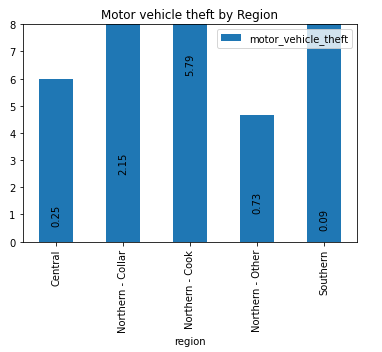 Motor vehicle theft by Region
motor_vehicle_theft
8
7
6
5
4
3
2
1
0
0.25
2.15
5.79
0.73
0.09
Central
Northern - Collar
Northern - Cook
Northern - Other
Southern
region